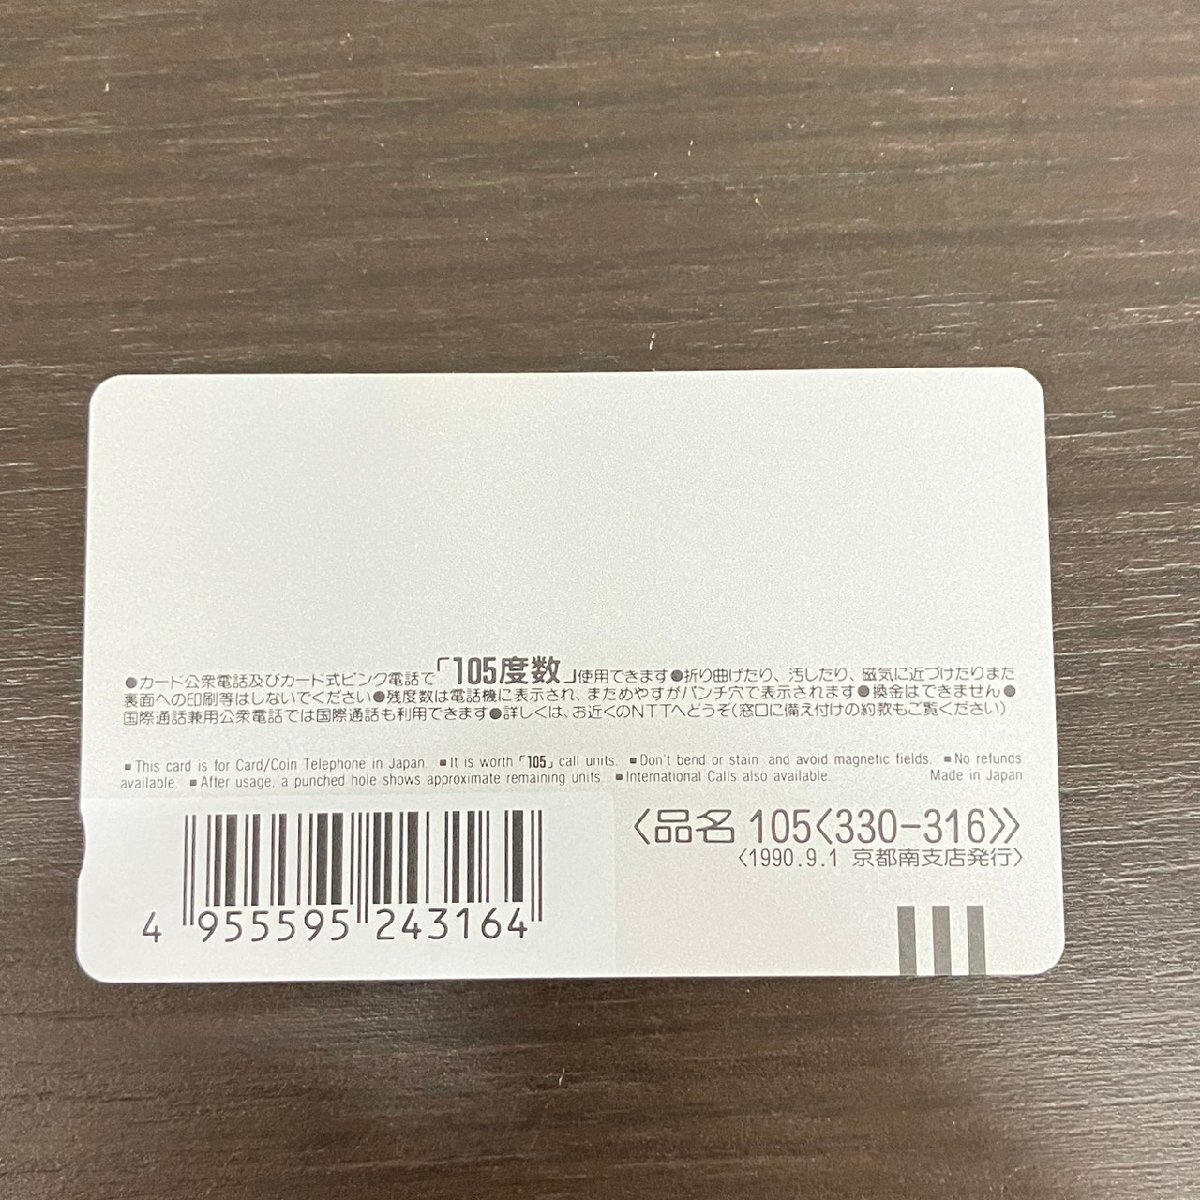 ●カード公衆電話及びカード式ピンク電話で「105度数」使用できます●折り曲げたり、汚したり、磁気に近づけたりまた
裏面への印刷等はしないでください●残度数は電話機に表示され、まためやすがパンチ穴で表示されます●換金はできません●
国際通話兼用公衆電話では国際通話も利用できます●詳しくは、お近くのNTTへどうぞ(窓口に備え付けの約款もご覧ください)
■This card is for Card/Coin Telephone in Japan. ■It is worth「105」call units. ■Don't bend or stain and avoid magnetic fields. ■No refunds
available. ■After usage, a punched hole shows approximate remaining units. ■International Calls also available. Made in Japan
〈品名 105〈330-316〉〉
〈1990.9.1 京都南支店発行〉
4 955595 243164